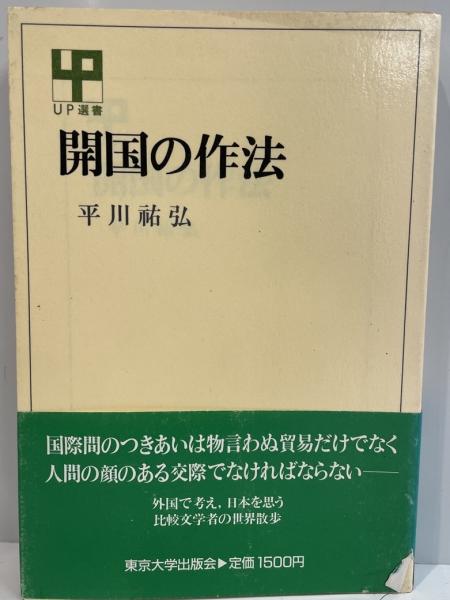 UP選書
開国の作法
平川祐弘
国際間のつきあいは物言わぬ貿易だけでなく
人間の顔のある交際でなければならない――
外国で考え,日本を思う
比較文学者の世界散歩
東京大学出版会▶定価1500円